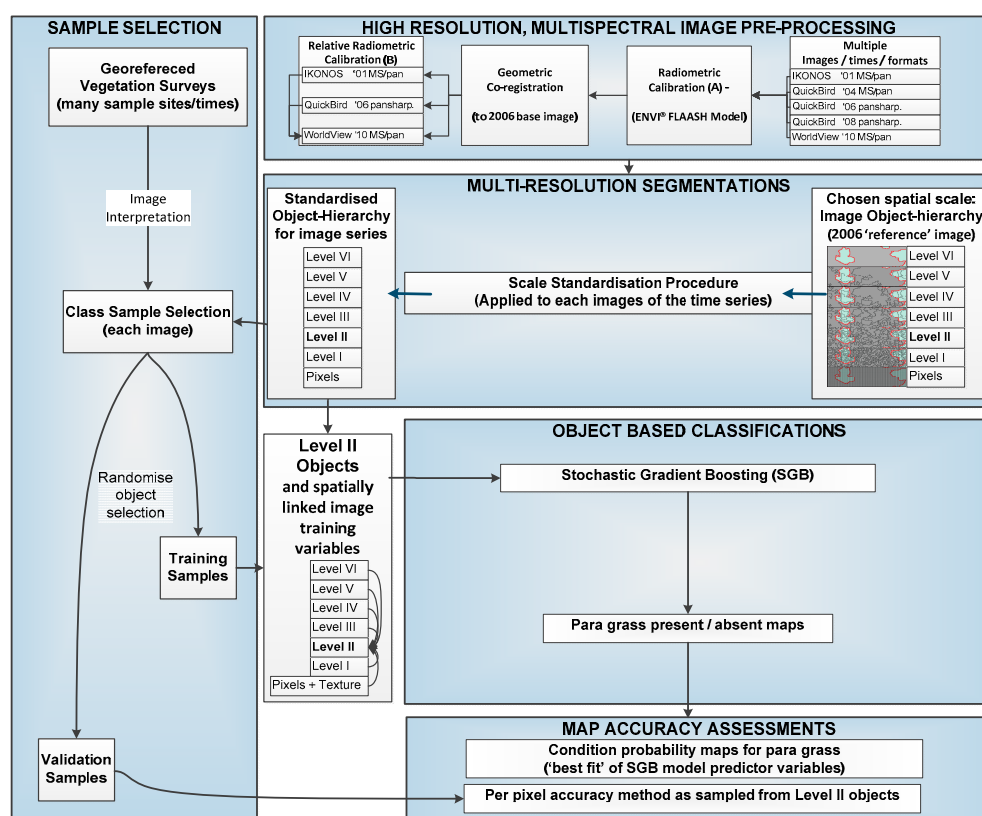 SAMPLE SELECTION
Georefereced
Vegetation Surveys
(many sample sites/times)
Image
Interpretation
Class Sample Selection
(each image)
Randomise
object
selection
Training
Samples
Validation
Samples
HIGH RESOLUTION, MULTISPECTRAL IMAGE PRE-PROCESSING
Relative Radiometric
Calibration (B)
IKONOS '01 MS/pan
QuickBird '06 pansharp.
WorldView '10 MS/pan
Geometric
Co-registration
(to 2006 base image)
Radiometric
Calibration (A) -
(ENVI® FLAASH Model)
Multiple
Images / times / formats
IKONOS '01 MS/pan
QuickBird '04 MS/pan
QuickBird '06 pansharp.
QuickBird '08 pansharp.
WorldView '10 MS/pan
MULTI-RESOLUTION SEGMENTATIONS
Standardised
Object-Hierarchy
for image series
Level VI
Level V
Level IV
Level III
Level II
Level I
Pixels
Scale Standardisation Procedure
(Applied to each images of the time series)
Chosen spatial scale:
Image Object-hierarchy
(2006 'reference' image)
Level VI
Level V
Level IV
Level III
Level II
Level I
Pixels
Level II
Objects
and spatially
linked image
training
variables
Level VI
Level V
Level IV
Level III
Level II
Level I
Pixels + Texture
OBJECT BASED CLASSIFICATIONS
Stochastic Gradient Boosting (SGB)
Para grass present / absent maps
MAP ACCURACY ASSESSMENTS
Condition probability maps for para grass
('best fit' of SGB model predictor variables)
Per pixel accuracy method as sampled from Level II objects